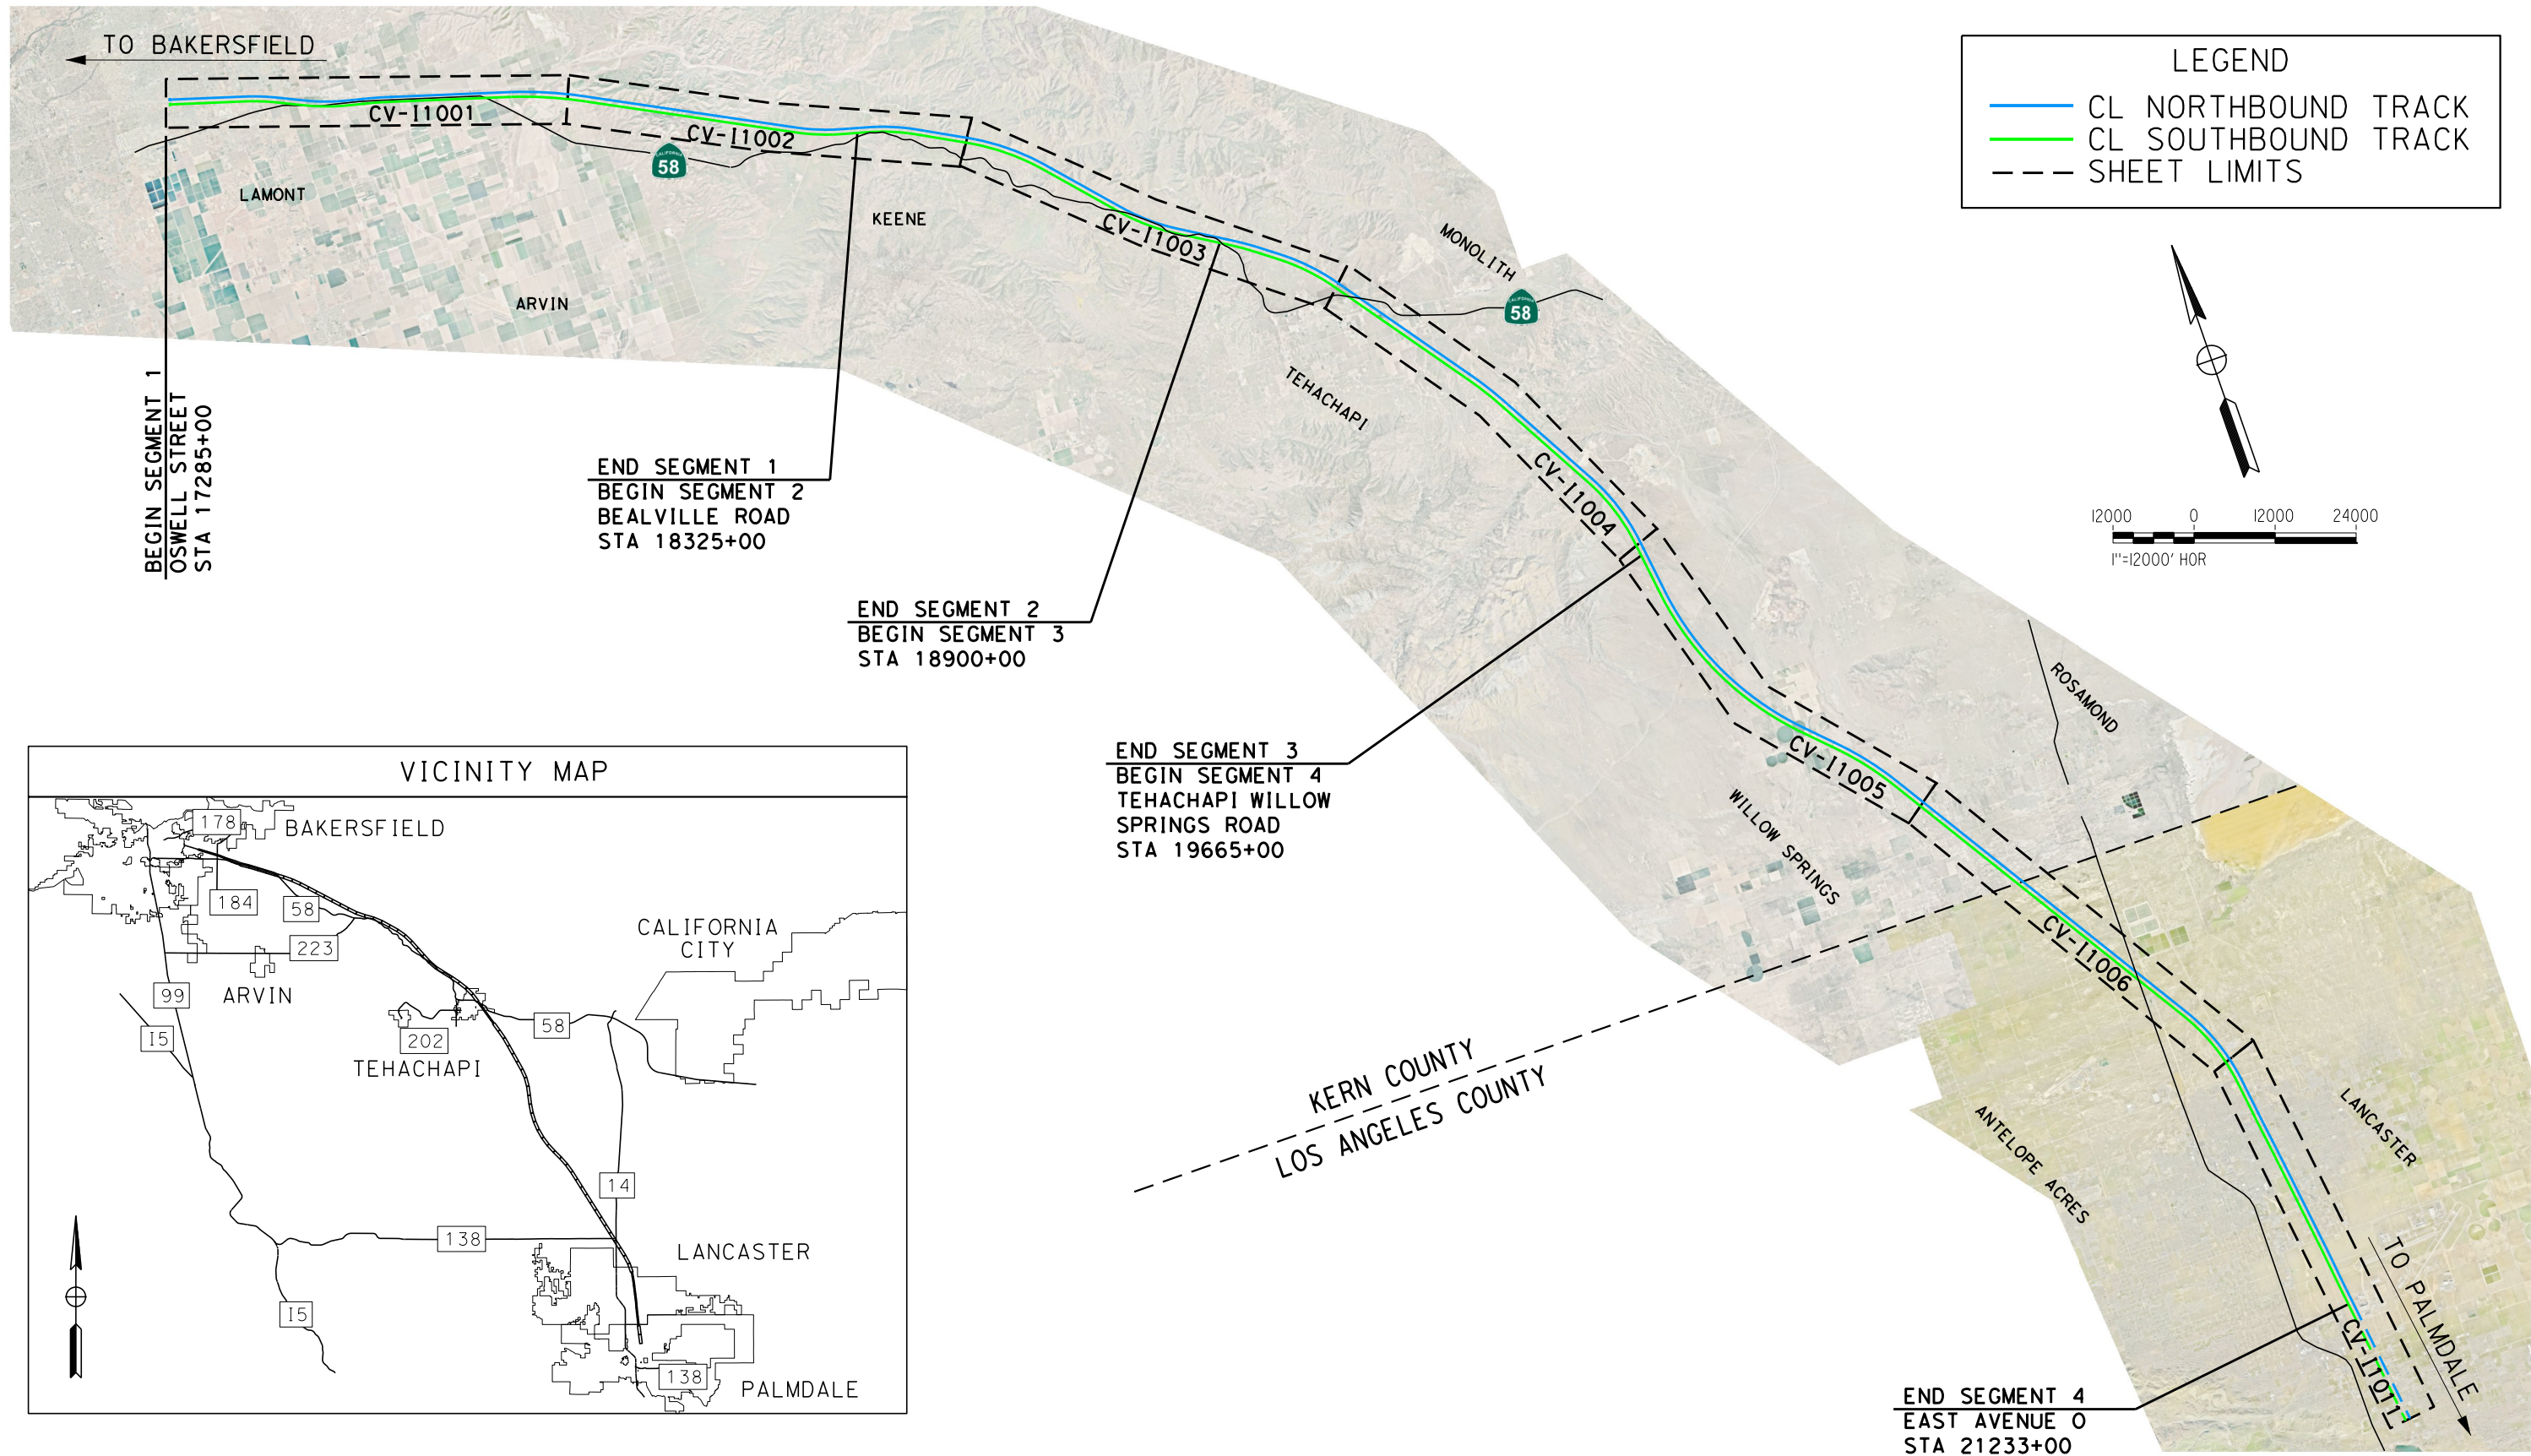 TO BAKERSFIELD
CV-I1001
CV-I1002
CALIFORNIA
58
LAMONT
ARVIN
KEENE
CV-I1003
MONOLITH
CALIFORNIA
58
TEHACHAPI
CV-I1004
LEGEND
CL NORTHBOUND TRACK
CL SOUTHBOUND TRACK
SHEET LIMITS
12000 0 12000 24000
1"=12000' HOR
BEGIN SEGMENT 1
OSWELL STREET
STA 17285+00
END SEGMENT 1
BEGIN SEGMENT 2
BEALVILLE ROAD
STA 18325+00
END SEGMENT 2
BEGIN SEGMENT 3
STA 18900+00
END SEGMENT 3
BEGIN SEGMENT 4
TEHACHAPI WILLOW
SPRINGS ROAD
STA 19665+00
ROSAMOND
CV-I1005
WILLOW SPRINGS
CV-I1006
KERN COUNTY
LOS ANGELES COUNTY
ANTELOPE ACRES
LANCASTER
TO PALMDALE
CV-I1011
END SEGMENT 4
EAST AVENUE O
STA 21233+00
VICINITY MAP
178
BAKERSFIELD
184
58
223
CALIFORNIA
CITY
99
ARVIN
I5
202
58
TEHACHAPI
14
138
LANCASTER
I5
138
PALMDALE